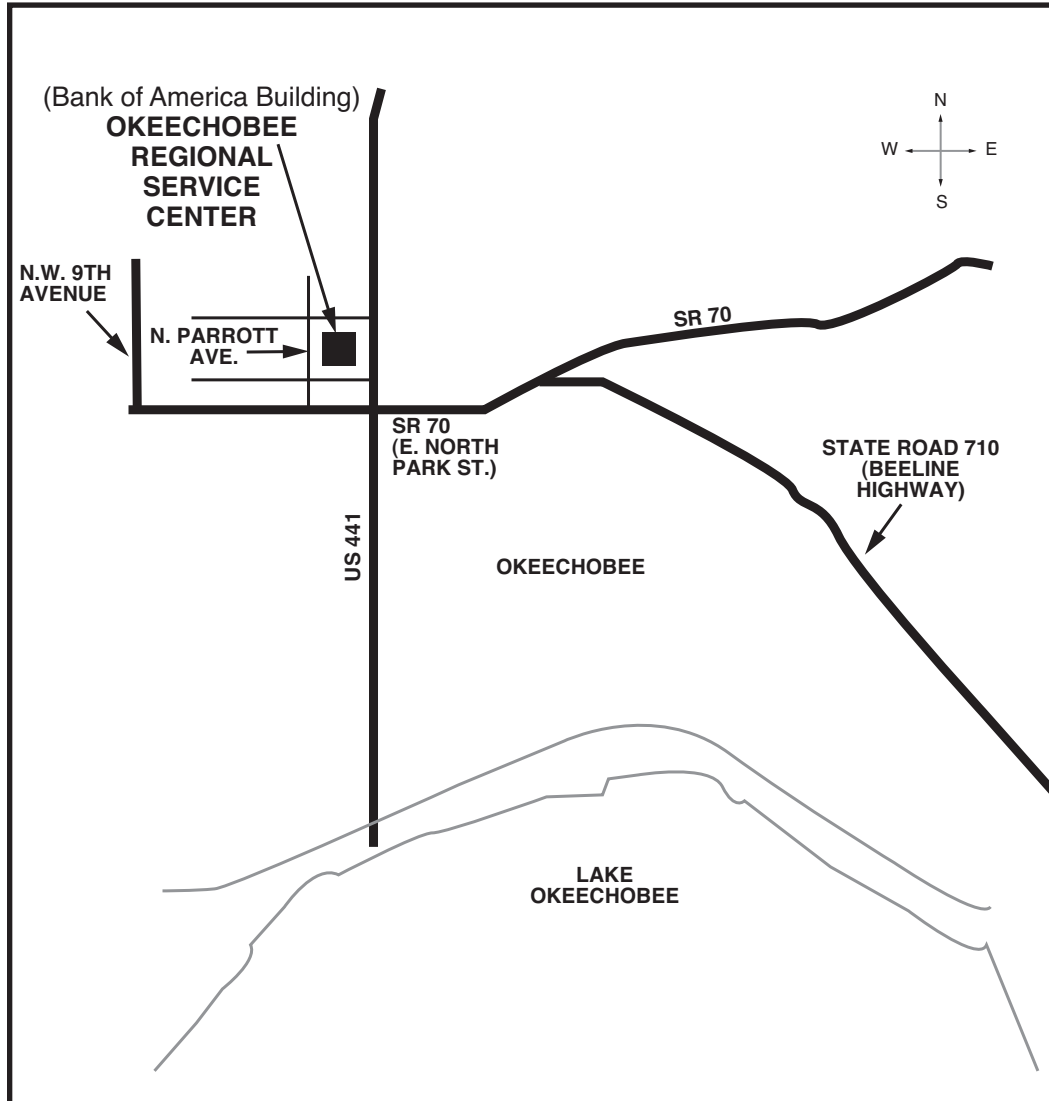 (Bank of America Building)
OKEECHOBEE
REGIONAL
SERVICE
CENTER
N
W
E
S
N.W. 9TH
AVENUE
N. PARROTT
AVE.
SR 70
SR 70
(E. NORTH
PARK ST.)
STATE ROAD 710
(BEELINE
HIGHWAY)
US 441
OKEECHOBEE
LAKE
OKEECHOBEE